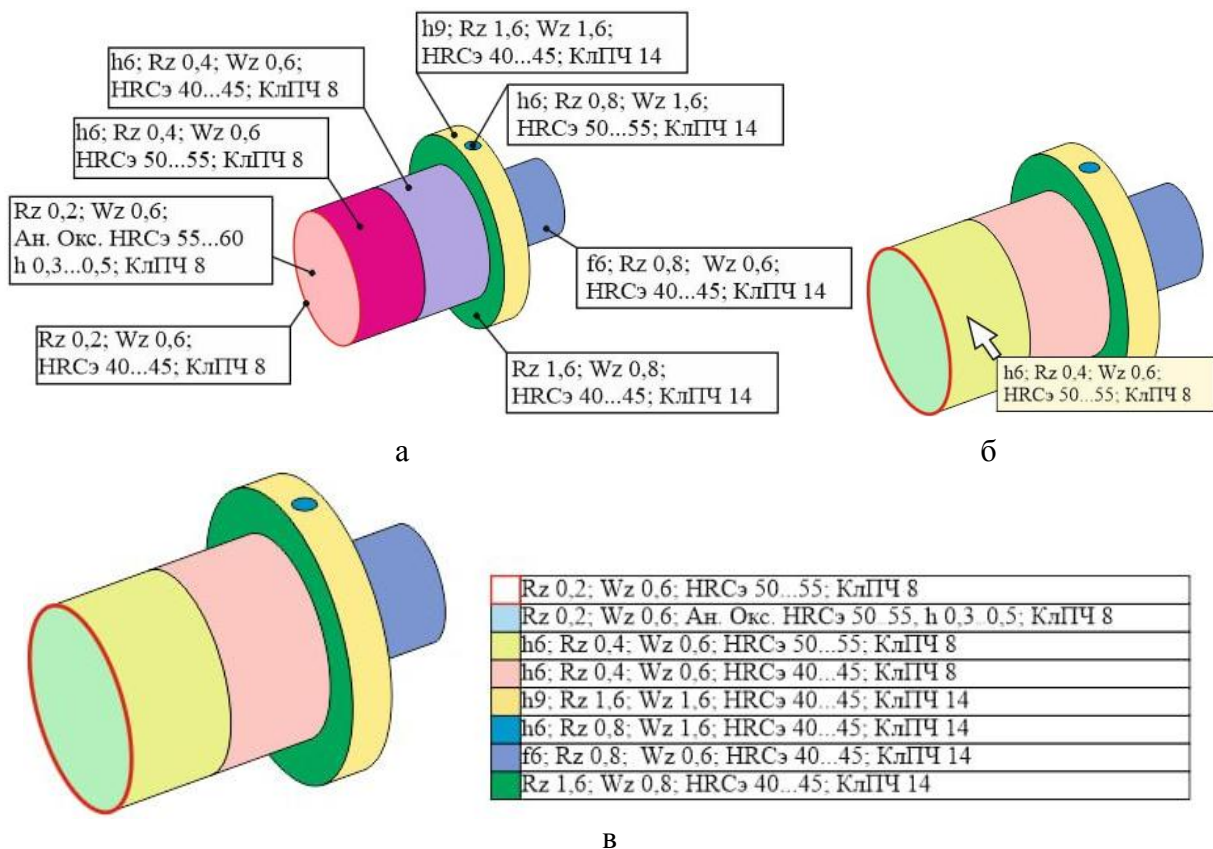 h9; Rz 1,6; Wz 1,6;
HRCэ 40...45; КлПЧ 14
h6; Rz 0,4; Wz 0,6;
HRCэ 40...45; КлПЧ 8
h6; Rz 0,8; Wz 1,6;
HRCэ 50...55; КлПЧ 14
h6; Rz 0,4; Wz 0,6
HRCэ 50...55; КлПЧ 8
Rz 0,2; Wz 0,6;
Ан. Окс. HRCэ 55...60
h 0,3...0,5; КлПЧ 8
f6; Rz 0,8; Wz 0,6;
HRCэ 40...45; КлПЧ 14
Rz 0,2; Wz 0,6;
HRCэ 40...45; КлПЧ 8
Rz 1,6; Wz 0,8;
HRCэ 40...45; КлПЧ 14
h6; Rz 0,4; Wz 0,6;
HRCэ 50...55; КлПЧ 8
а
б
Rz 0,2; Wz 0,6; HRCэ 50...55; КлПЧ 8
Rz 0,2; Wz 0,6; Ан. Окс. HRCэ 50..55, h 0,3..0,5; КлПЧ 8
h6; Rz 0,4; Wz 0,6; HRCэ 50...55; КлПЧ 8
h6; Rz 0,4; Wz 0,6; HRCэ 40...45; КлПЧ 8
h9; Rz 1,6; Wz 1,6; HRCэ 40...45; КлПЧ 14
h6; Rz 0,8; Wz 1,6; HRCэ 40...45; КлПЧ 14
f6; Rz 0,8; Wz 0,6; HRCэ 40...45; КлПЧ 14
Rz 1,6; Wz 0,8; HRCэ 40...45; КлПЧ 14
в